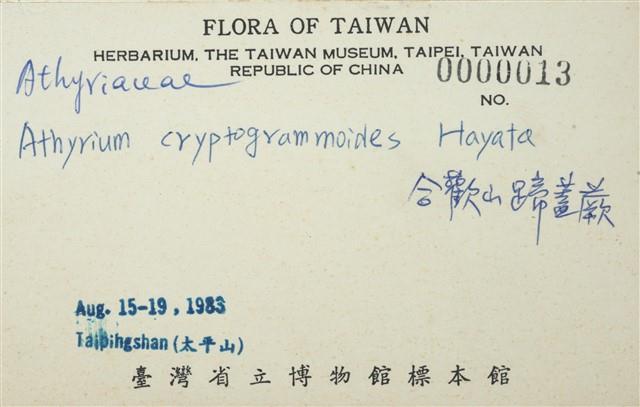 FLORA OF TAIWAN
HERBARIUM, THE TAIWAN MUSEUM, TAIPEI, TAIWAN
REPUBLIC OF CHINA 0000013
Athyriaceae
NO.
Athyrium cryptogrammoides Hayata
合歡山蹄蓋蕨
Aug. 15-19, 1983
Taipingshan (太平山)
臺灣省立博物館標本館